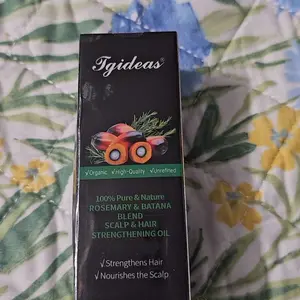 Tgideas®
√Organic √High-Quality √Unrefined
100% Pure & Nature
ROSEMARY & BATANA
BLEND
SCALP & HAIR
STRENGTHENING OIL
√Strengthens Hair
√Nourishes the Scalp